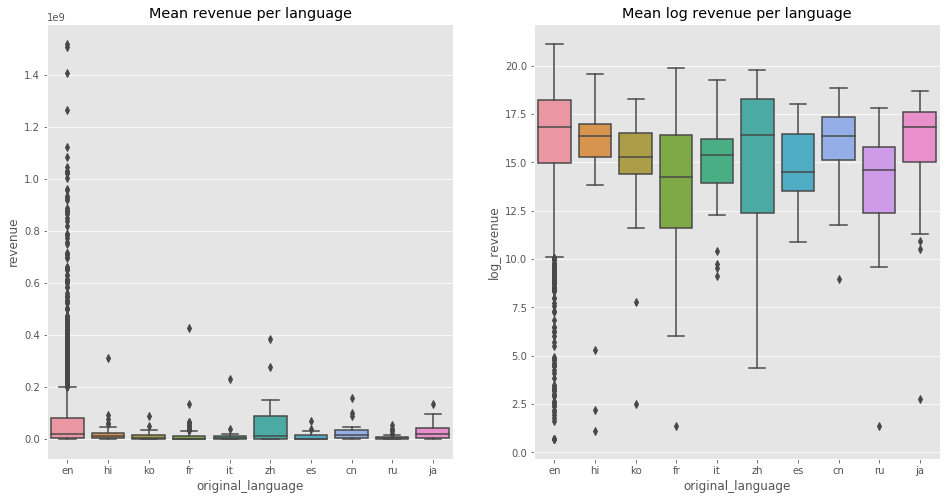 Mean revenue per language
1e9
1.4
1.2
1.0
0.8
0.6
0.4
0.2
0.0
revenue
en hi ko fr it zh es cn ru ja
original_language
Mean log revenue per language
20.0
17.5
15.0
12.5
10.0
7.5
5.0
2.5
0.0
log_revenue
en hi ko fr it zh es cn ru ja
original_language